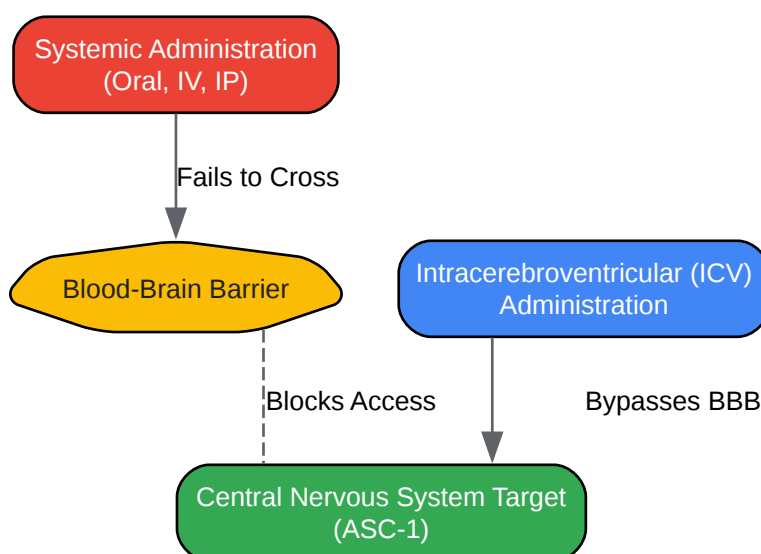 Systemic Administration
(Oral, IV, IP)
Fails to Cross
Blood-Brain Barrier
Intracerebroventricular (ICV)
Administration
Blocks Access
Bypasses BBB
Central Nervous System Target
(ASC-1)